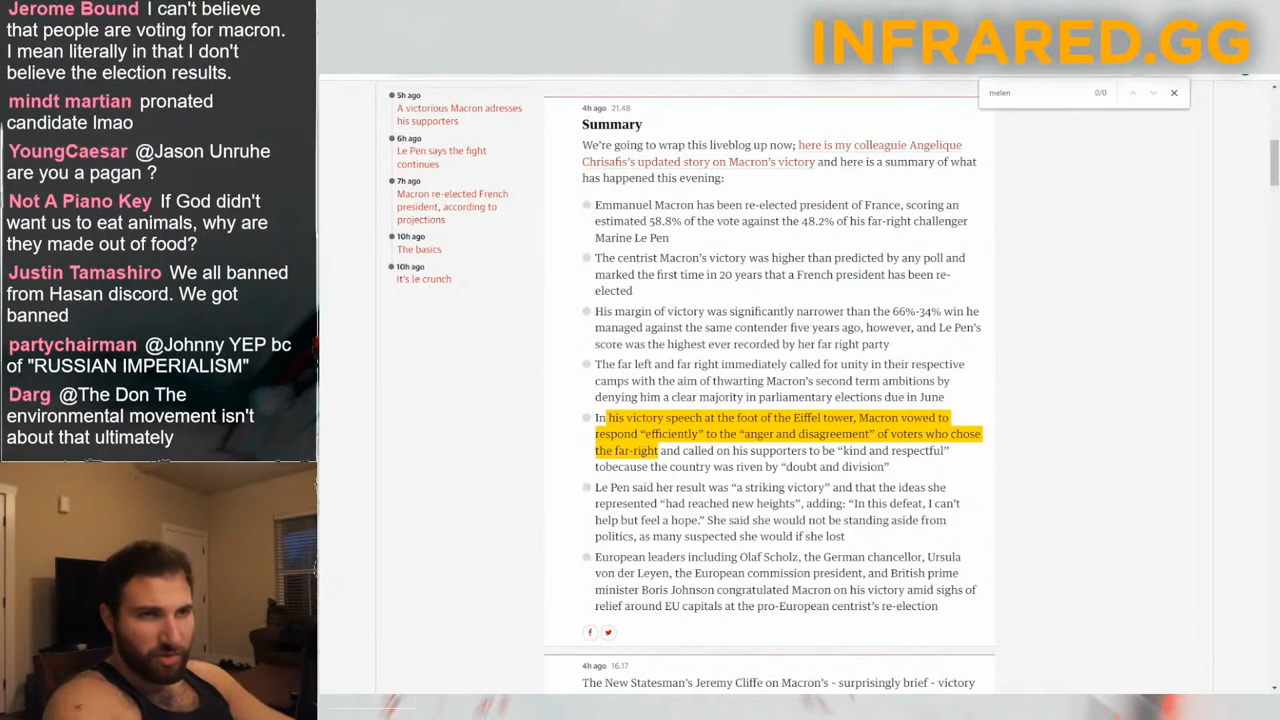 Jerome Bound I can't believe
that people are voting for macron.
I mean literally in that I don't
believe the election results.
mindt martian pronated
candidate lmao
YoungCaesar @Jason Unruhe
are you a pagan ?
Not A Piano Key If God didn't
want us to eat animals, why are
they made out of food?
Justin Tamashiro We all banned
from Hasan discord. We got
banned
partychairman @Johnny YEP bc
of "RUSSIAN IMPERIALISM"
Darg @The Don The
environmental movement isn't
about that ultimately
INFRARED.GG
melen 0/0
5h ago
A victorious Macron adresses
his supporters
6h ago
Le Pen says the fight
continues
7h ago
Macron re-elected French
president, according to
projections
10h ago
The basics
10h ago
It's le crunch
4h ago 21.48
Summary
We're going to wrap this liveblog up now; here is my colleaguie Angelique
Chrisafis's updated story on Macron's victory and here is a summary of what
has happened this evening:
Emmanuel Macron has been re-elected president of France, scoring an
estimated 58.8% of the vote against the 48.2% of his far-right challenger
Marine Le Pen
The centrist Macron's victory was higher than predicted by any poll and
marked the first time in 20 years that a French president has been re-
elected
His margin of victory was significantly narrower than the 66%-34% win he
managed against the same contender five years ago, however, and Le Pen's
score was the highest ever recorded by her far right party
The far left and far right immediately called for unity in their respective
camps with the aim of thwarting Macron's second term ambitions by
denying him a clear majority in parliamentary elections due in June
In his victory speech at the foot of the Eiffel tower, Macron vowed to
respond “efficiently” to the “anger and disagreement” of voters who chose
the far-right and called on his supporters to be “kind and respectful”
tobecause the country was riven by “doubt and division”
Le Pen said her result was “a striking victory” and that the ideas she
represented “had reached new heights”, adding: “In this defeat, I can't
help but feel a hope.” She said she would not be standing aside from
politics, as many suspected she would if she lost
European leaders including Olaf Scholz, the German chancellor, Ursula
von der Leyen, the European commission president, and British prime
minister Boris Johnson congratulated Macron on his victory amid sighs of
relief around EU capitals at the pro-European centrist's re-election
4h ago 16.17
The New Statesman's Jeremy Cliffe on Macron's - surprisingly brief - victory